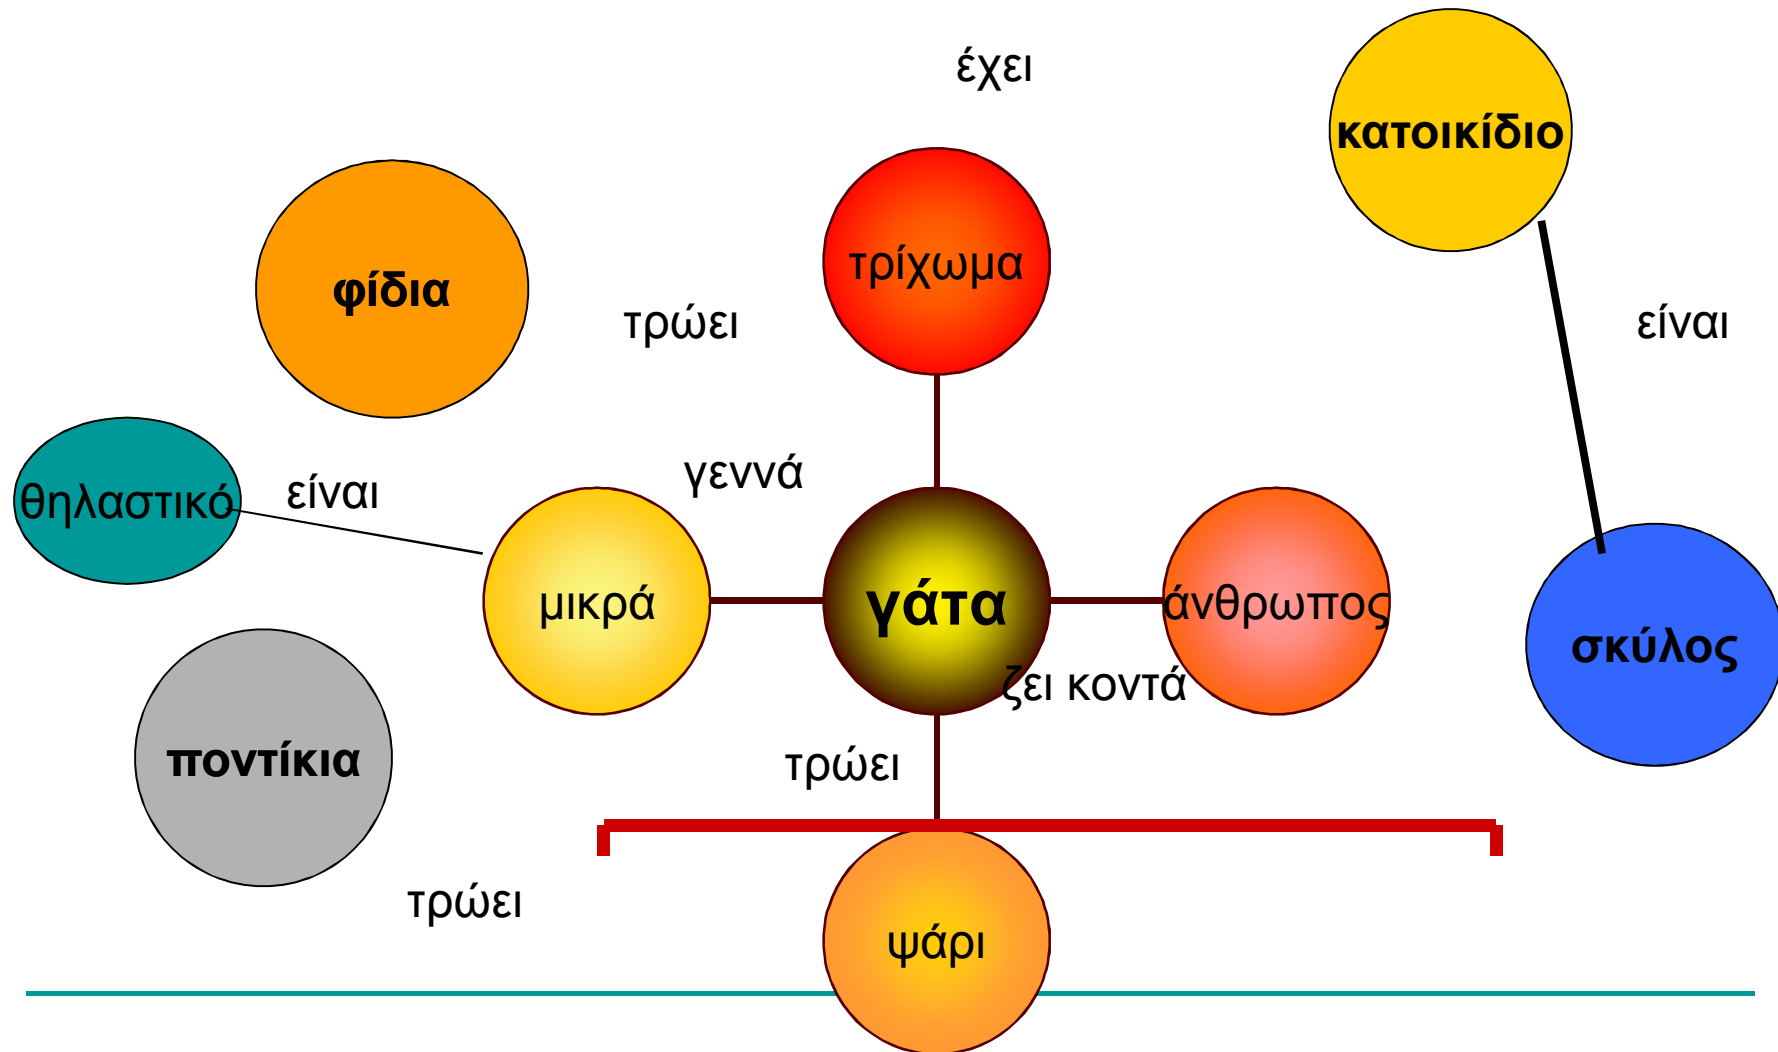 έχει
κατοικίδιο
τρίχωμα
φίδια
τρώει
είναι
γεννά
είναι
θηλαστικό
μικρά
γάτα
άνθρωπος
σκύλος
ζει κοντά
ποντίκια
τρώει
τρώει
ψάρι